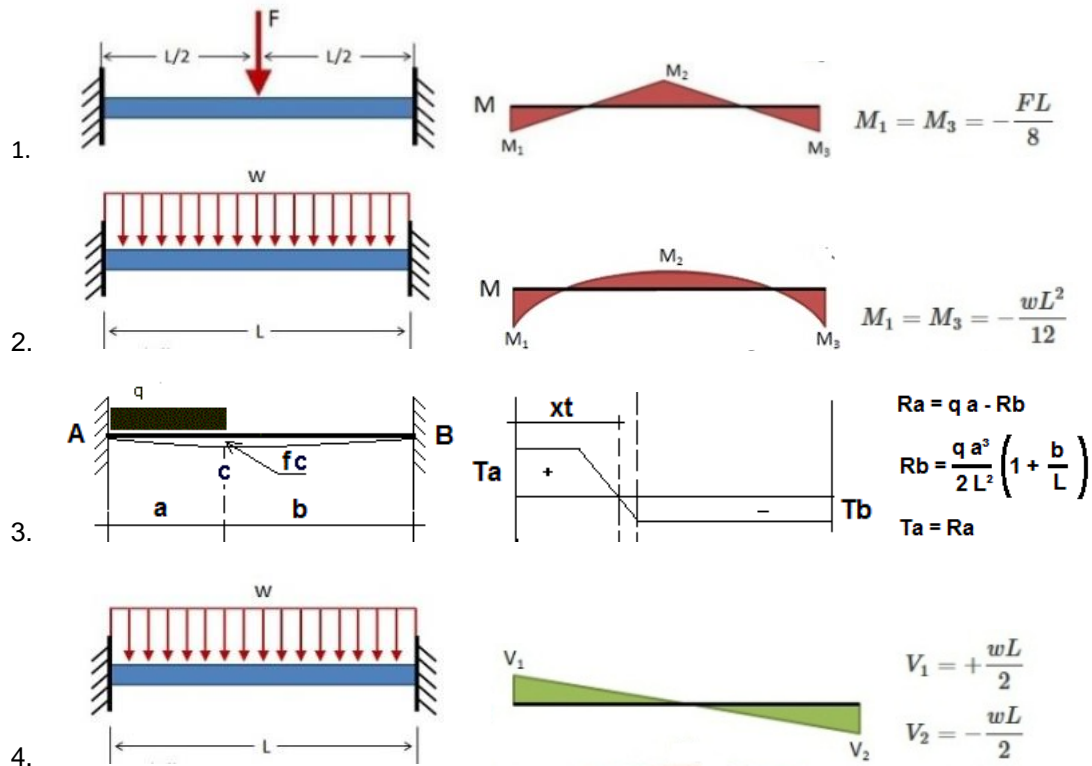 F
L/2 L/2
M
M₂
M₁ M₃
M₁ = M₃ = -FL/8
1.
w
M
M₂
M₁ M₃
M₁ = M₃ = -wL²/12
L
2.
q
A B
fc
c
a b
xt
Ta + − Tb
Ra = q a - Rb
Rb = q a³/2 L² (1 + b/L)
Ta = Ra
3.
w
L
V₁
V₂
V₁ = +wL/2
V₂ = -wL/2
4.